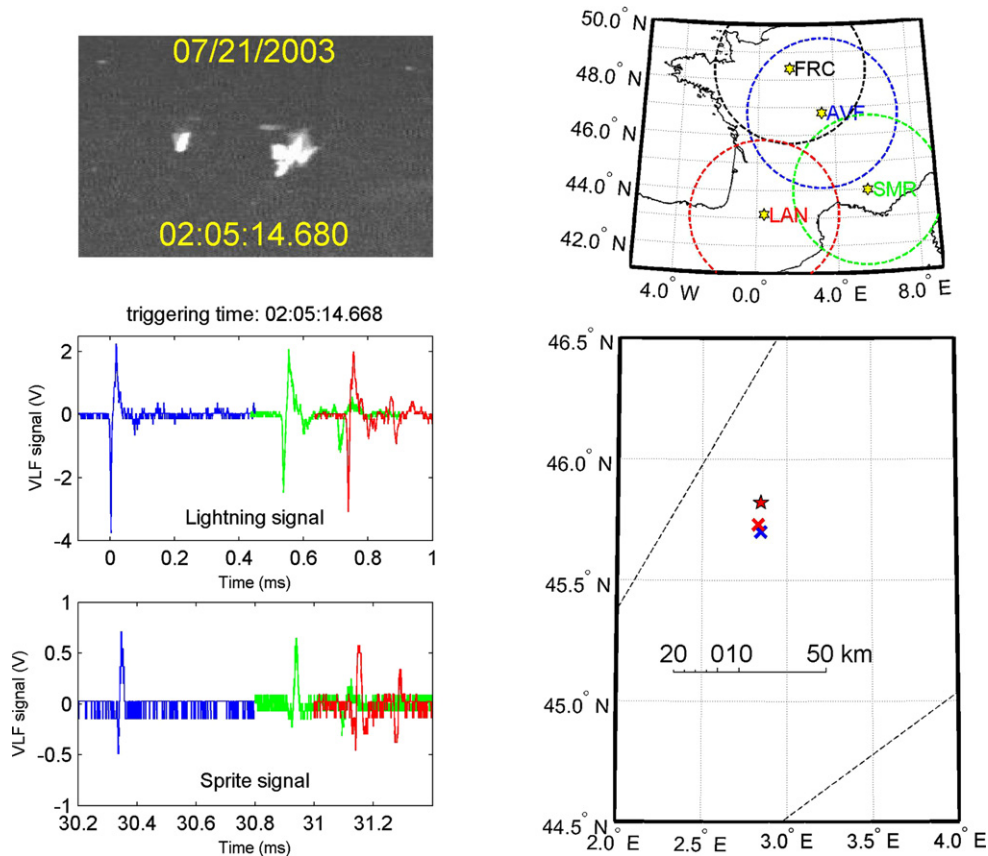 07/21/2003
02:05:14.680
50.0° N
48.0° N
46.0° N
44.0° N
42.0° N
FRC
AVF
SMR
LAN
4.0° W
0.0° E
4.0° E
8.0° E
triggering time: 02:05:14.668
VLF signal (V)
2
0
-2
-4
Lightning signal
0
0.2
0.4
0.6
0.8
1
Time (ms)
VLF signal (V)
1
0.5
0
-0.5
-1
Sprite signal
30.2
30.4
30.6
30.8
31
31.2
Time (ms)
46.5° N
46.0° N
45.5° N
45.0° N
44.5° N
20 010 50 km
2.0° E
2.5° E
3.0° E
3.5° E
4.0° E